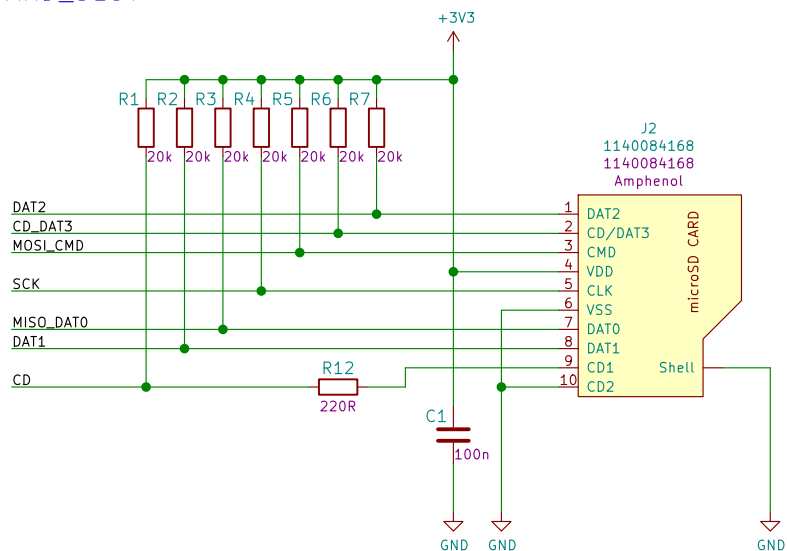 +3V3
R1 R2 R3 R4 R5 R6 R7
20k 20k 20k 20k 20k 20k 20k
J2
1140084168
1140084168
Amphenol
DAT2 1 DAT2
CD_DAT3 2 CD/DAT3
MOSI_CMD 3 CMD
4 VDD
SCK 5 CLK
6 VSS
MISO_DAT0 7 DAT0
DAT1 8 DAT1
9 CD1 Shell
CD 10 CD2
microSD CARD
R12
220R
C1
100n
GND GND GND